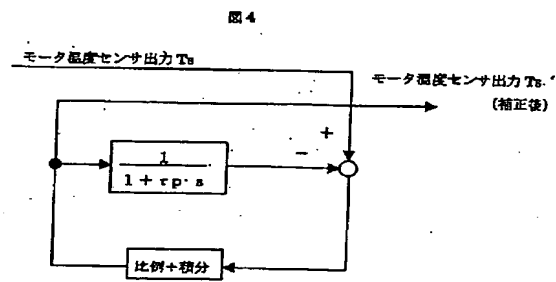 図4
モータ温度センサ出力 Ts
モータ温度センサ出力 Ts'
(補正後)
+
−
1
1 + τp・s
比例+積分